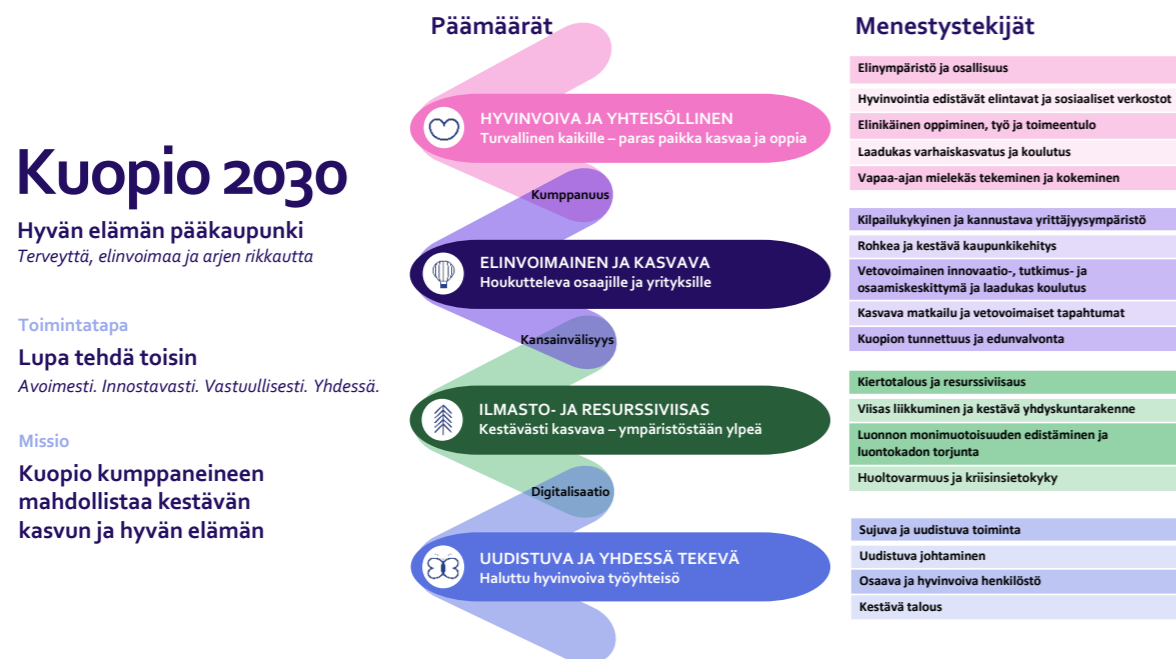 Kuopio 2030
Hyvän elämän pääkaupunki
Terveyttä, elinvoimaa ja arjen rikkautta
Toimintatapa
Lupa tehdä toisin
Avoimesti. Innostavasti. Vastuullisesti. Yhdessä.
Missio
Kuopio kumppaneineen
mahdollistaa kestävän
kasvun ja hyvän elämän
Päämäärät
HYVINVOIVA JA YHTEISÖLLINEN
Turvallinen kaikille – paras paikka kasvaa ja oppia
Kumppanuus
ELINVOIMAINEN JA KASVAVA
Houkutteleva osaajille ja yrityksille
Kansainvälisyys
ILMASTO- JA RESURSSIVIISAS
Kestävästi kasvava – ympäristöstään ylpeä
Digitalisaatio
UUDISTUVA JA YHDESSÄ TEKEVÄ
Haluttu hyvinvoiva työyhteisö
Menestystekijät
Elinympäristö ja osallisuus
Hyvinvointia edistävät elintavat ja sosiaaliset verkostot
Elinikäinen oppiminen, työ ja toimeentulo
Laadukas varhaiskasvatus ja koulutus
Vapaa-ajan mielekäs tekeminen ja kokeminen
Kilpailukykyinen ja kannustava yrittäjyysympäristö
Rohkea ja kestävä kaupunkikehitys
Vetovoimainen innovaatio-, tutkimus- ja
osaamiskeskittymä ja laadukas koulutus
Kasvava matkailu ja vetovoimaiset tapahtumat
Kuopion tunnettuus ja edunvalvonta
Kiertotalous ja resurssiviisaus
Viisas liikkuminen ja kestävä yhdyskuntarakenne
Luonnon monimuotoisuuden edistäminen ja
luontokadon torjunta
Huoltovarmuus ja kriisinsietokyky
Sujuva ja uudistuva toiminta
Uudistuva johtaminen
Osaava ja hyvinvoiva henkilöstö
Kestävä talous